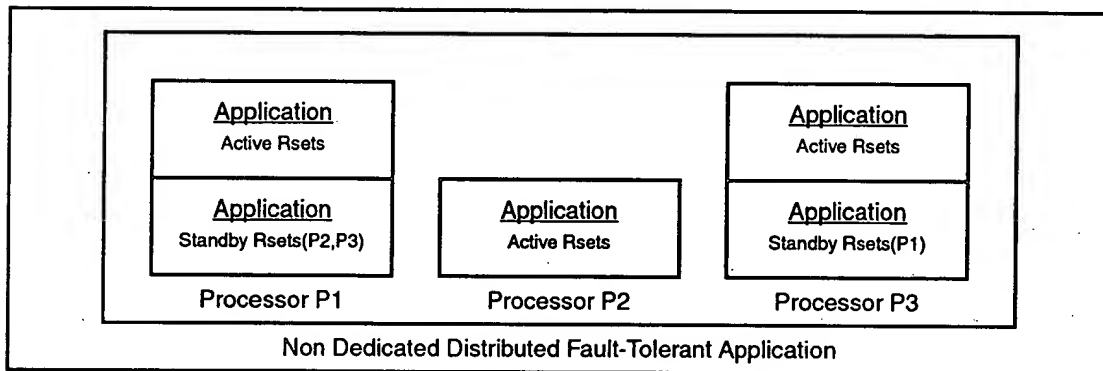 Application
Active Rsets
Application
Standby Rsets(P2,P3)
Processor P1
Application
Active Rsets
Processor P2
Application
Active Rsets
Application
Standby Rsets(P1)
Processor P3
Non Dedicated Distributed Fault-Tolerant Application